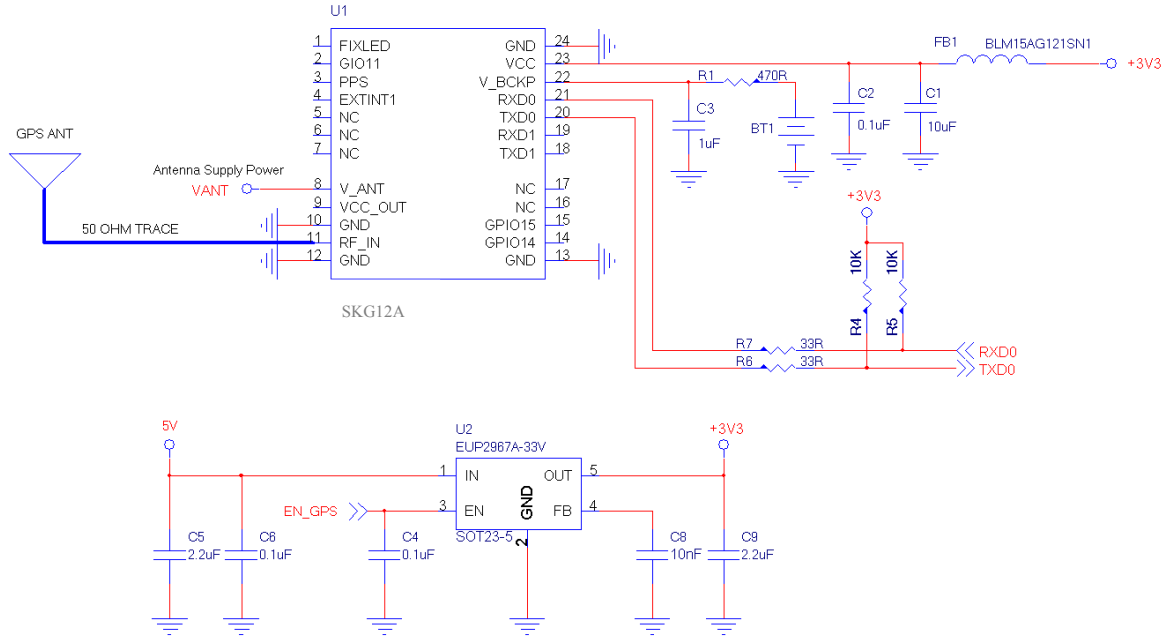 U1
1 FIXLED
2 GIO11
3 PPS
4 EXTINT1
5 NC
6 NC
7 NC
8 V_ANT
9 VCC_OUT
10 GND
11 RF_IN
12 GND
GND 24
VCC 23
V_BCKP 22
RXD0 21
TXD0 20
RXD1 19
TXD1 18
NC 17
NC 16
GPIO15 15
GPIO14 14
GND 13
SKG12A
GPS ANT
Antenna Supply Power
VANT
50 OHM TRACE
FB1 BLM15AG121SN1
+3V3
R1 470R
C3
1uF
BT1
C2
0.1uF
C1
10uF
+3V3
10K
10K
R4
R5
R7 33R
R6 33R
RXD0
TXD0
5V
U2
EUP2967A-33V
+3V3
1 IN
OUT 5
3 EN
FB 4
GND
2
SOT23-5
EN_GPS
C5
2.2uF
C6
0.1uF
C4
0.1uF
C8
10nF
C9
2.2uF